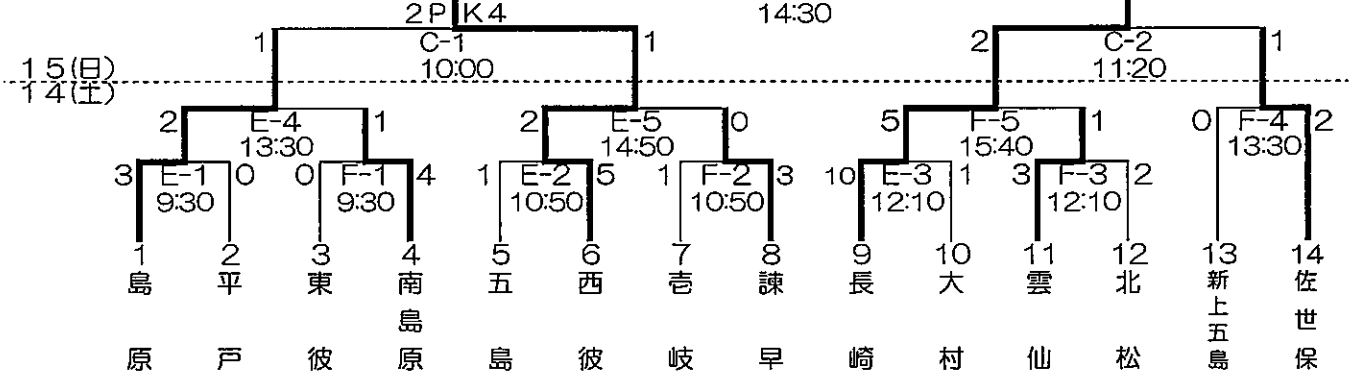 2PK4 14:30
1 C-1 1 2 C-2 1
10:00 11:20
15(日)
14(土)
2 E-4 1 2 E-5 0 5 F-5 1 0 F-4 2
13:30 14:50 15:40 13:30
3 E-1 0 0 F-1 4 1 E-2 5 1 F-2 3 10 E-3 1 3 F-3 2
9:30 9:30 10:50 10:50 12:10 12:10
1 2 3 4 5 6 7 8 9 10 11 12 13 14
島原
平戸
東彼
南島原
五島
西彼
壱岐
諫早
長崎
大村
雲仙
北松
新上五島
佐世保